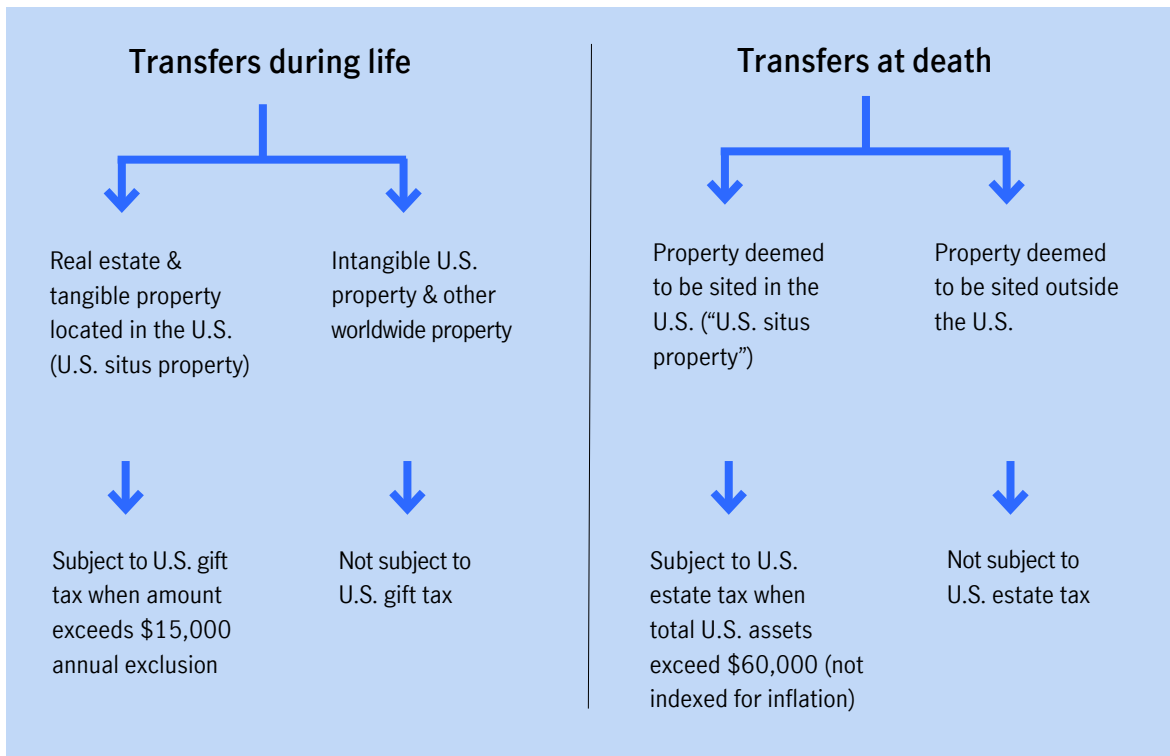 Transfers during life
Real estate &
tangible property
located in the U.S.
(U.S. situs property)
Intangible U.S.
property & other
worldwide property
Subject to U.S. gift
tax when amount
exceeds $15,000
annual exclusion
Not subject to
U.S. gift tax
Transfers at death
Property deemed
to be sited in the
U.S. (“U.S. situs
property”)
Property deemed
to be sited outside
the U.S.
Subject to U.S.
estate tax when
total U.S. assets
exceed $60,000 (not
indexed for inflation)
Not subject to
U.S. estate tax